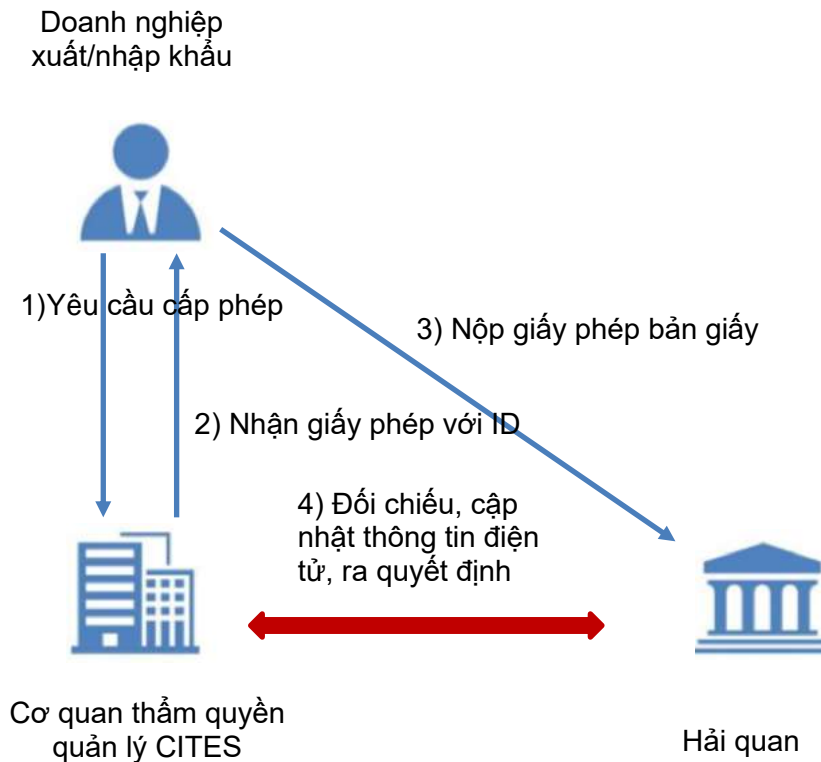 Doanh nghiệp
xuất/nhập khẩu
1)Yêu cầu cấp phép
3) Nộp giấy phép bản giấy
2) Nhận giấy phép với ID
4) Đối chiếu, cập
nhật thông tin điện
tử, ra quyết định
Cơ quan thẩm quyền
quản lý CITES
Hải quan